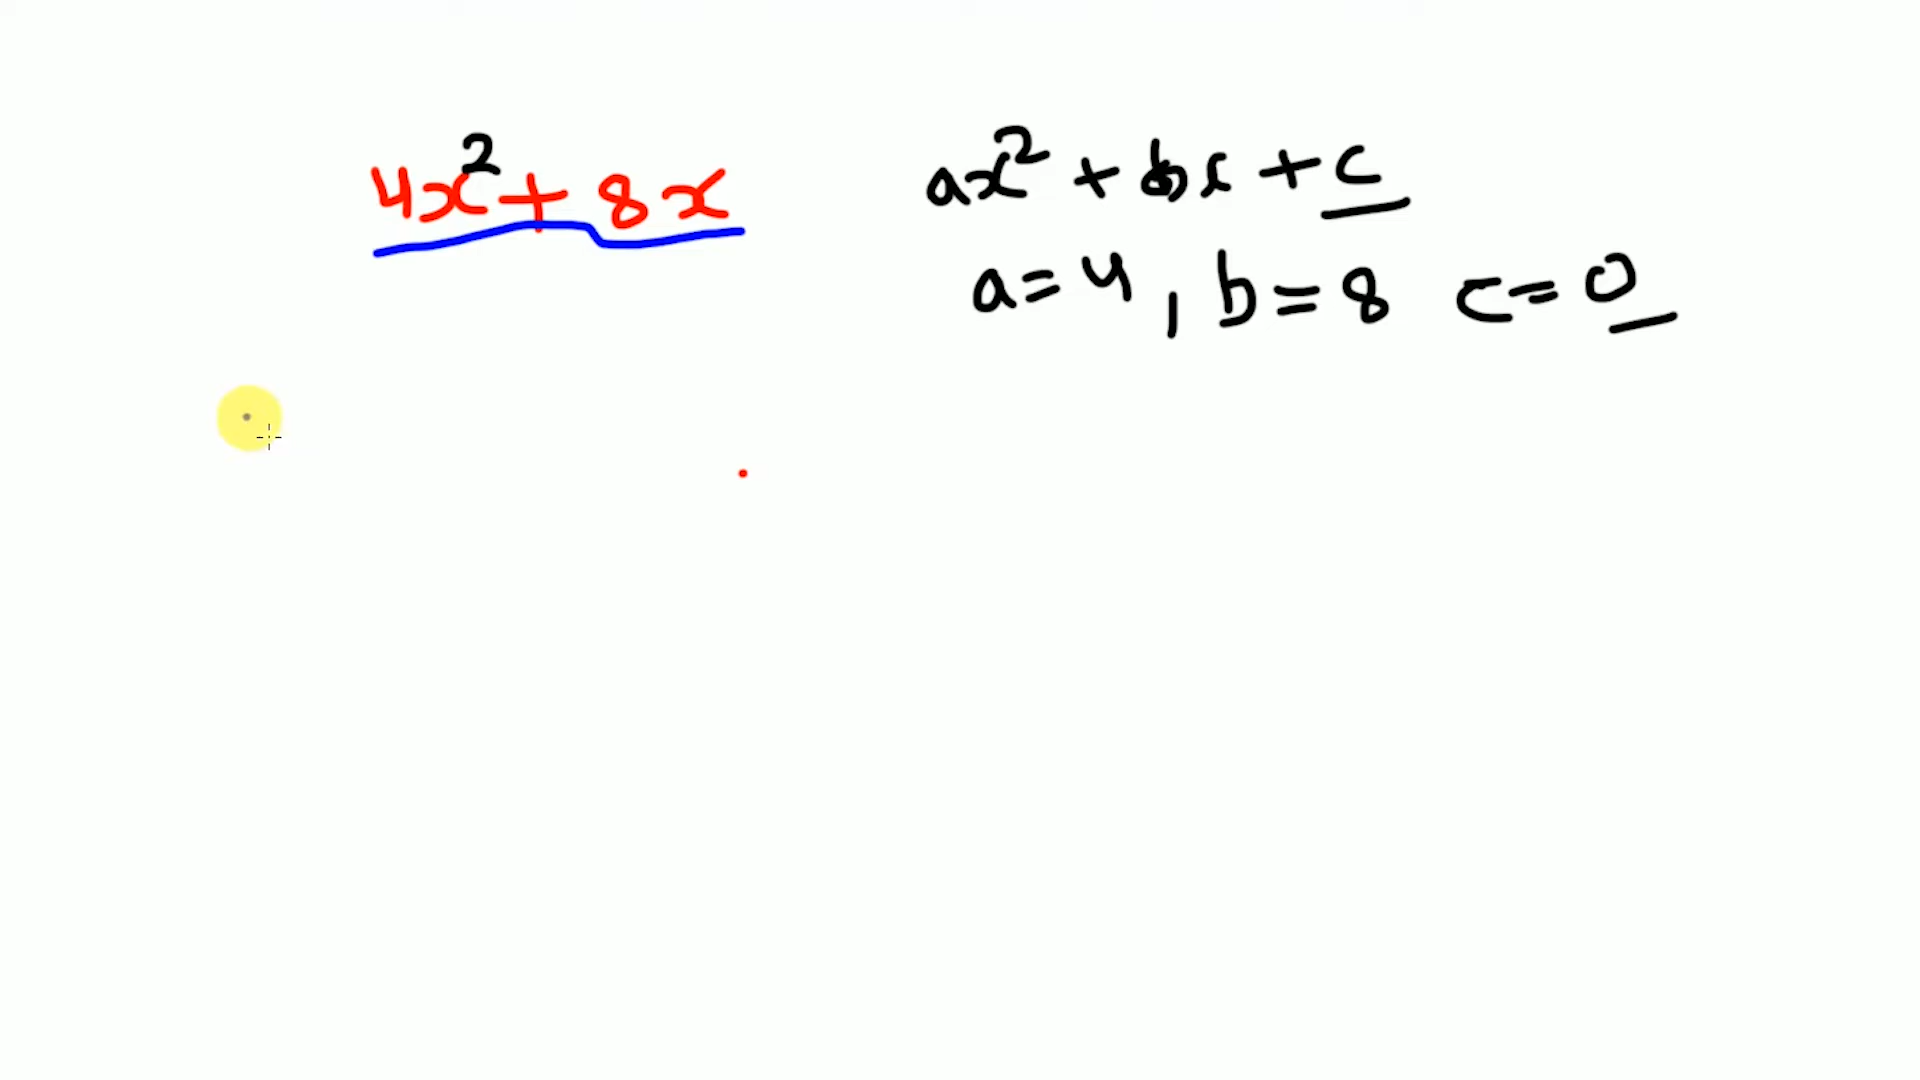 4x² + 8x
ax² + bx + c
a = 4, b = 8 c = 0